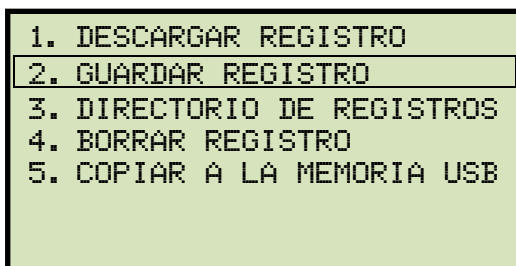 1. DESCARGAR REGISTRO
2. GUARDAR REGISTRO
3. DIRECTORIO DE REGISTROS
4. BORRAR REGISTRO
5. COPIAR A LA MEMORIA USB